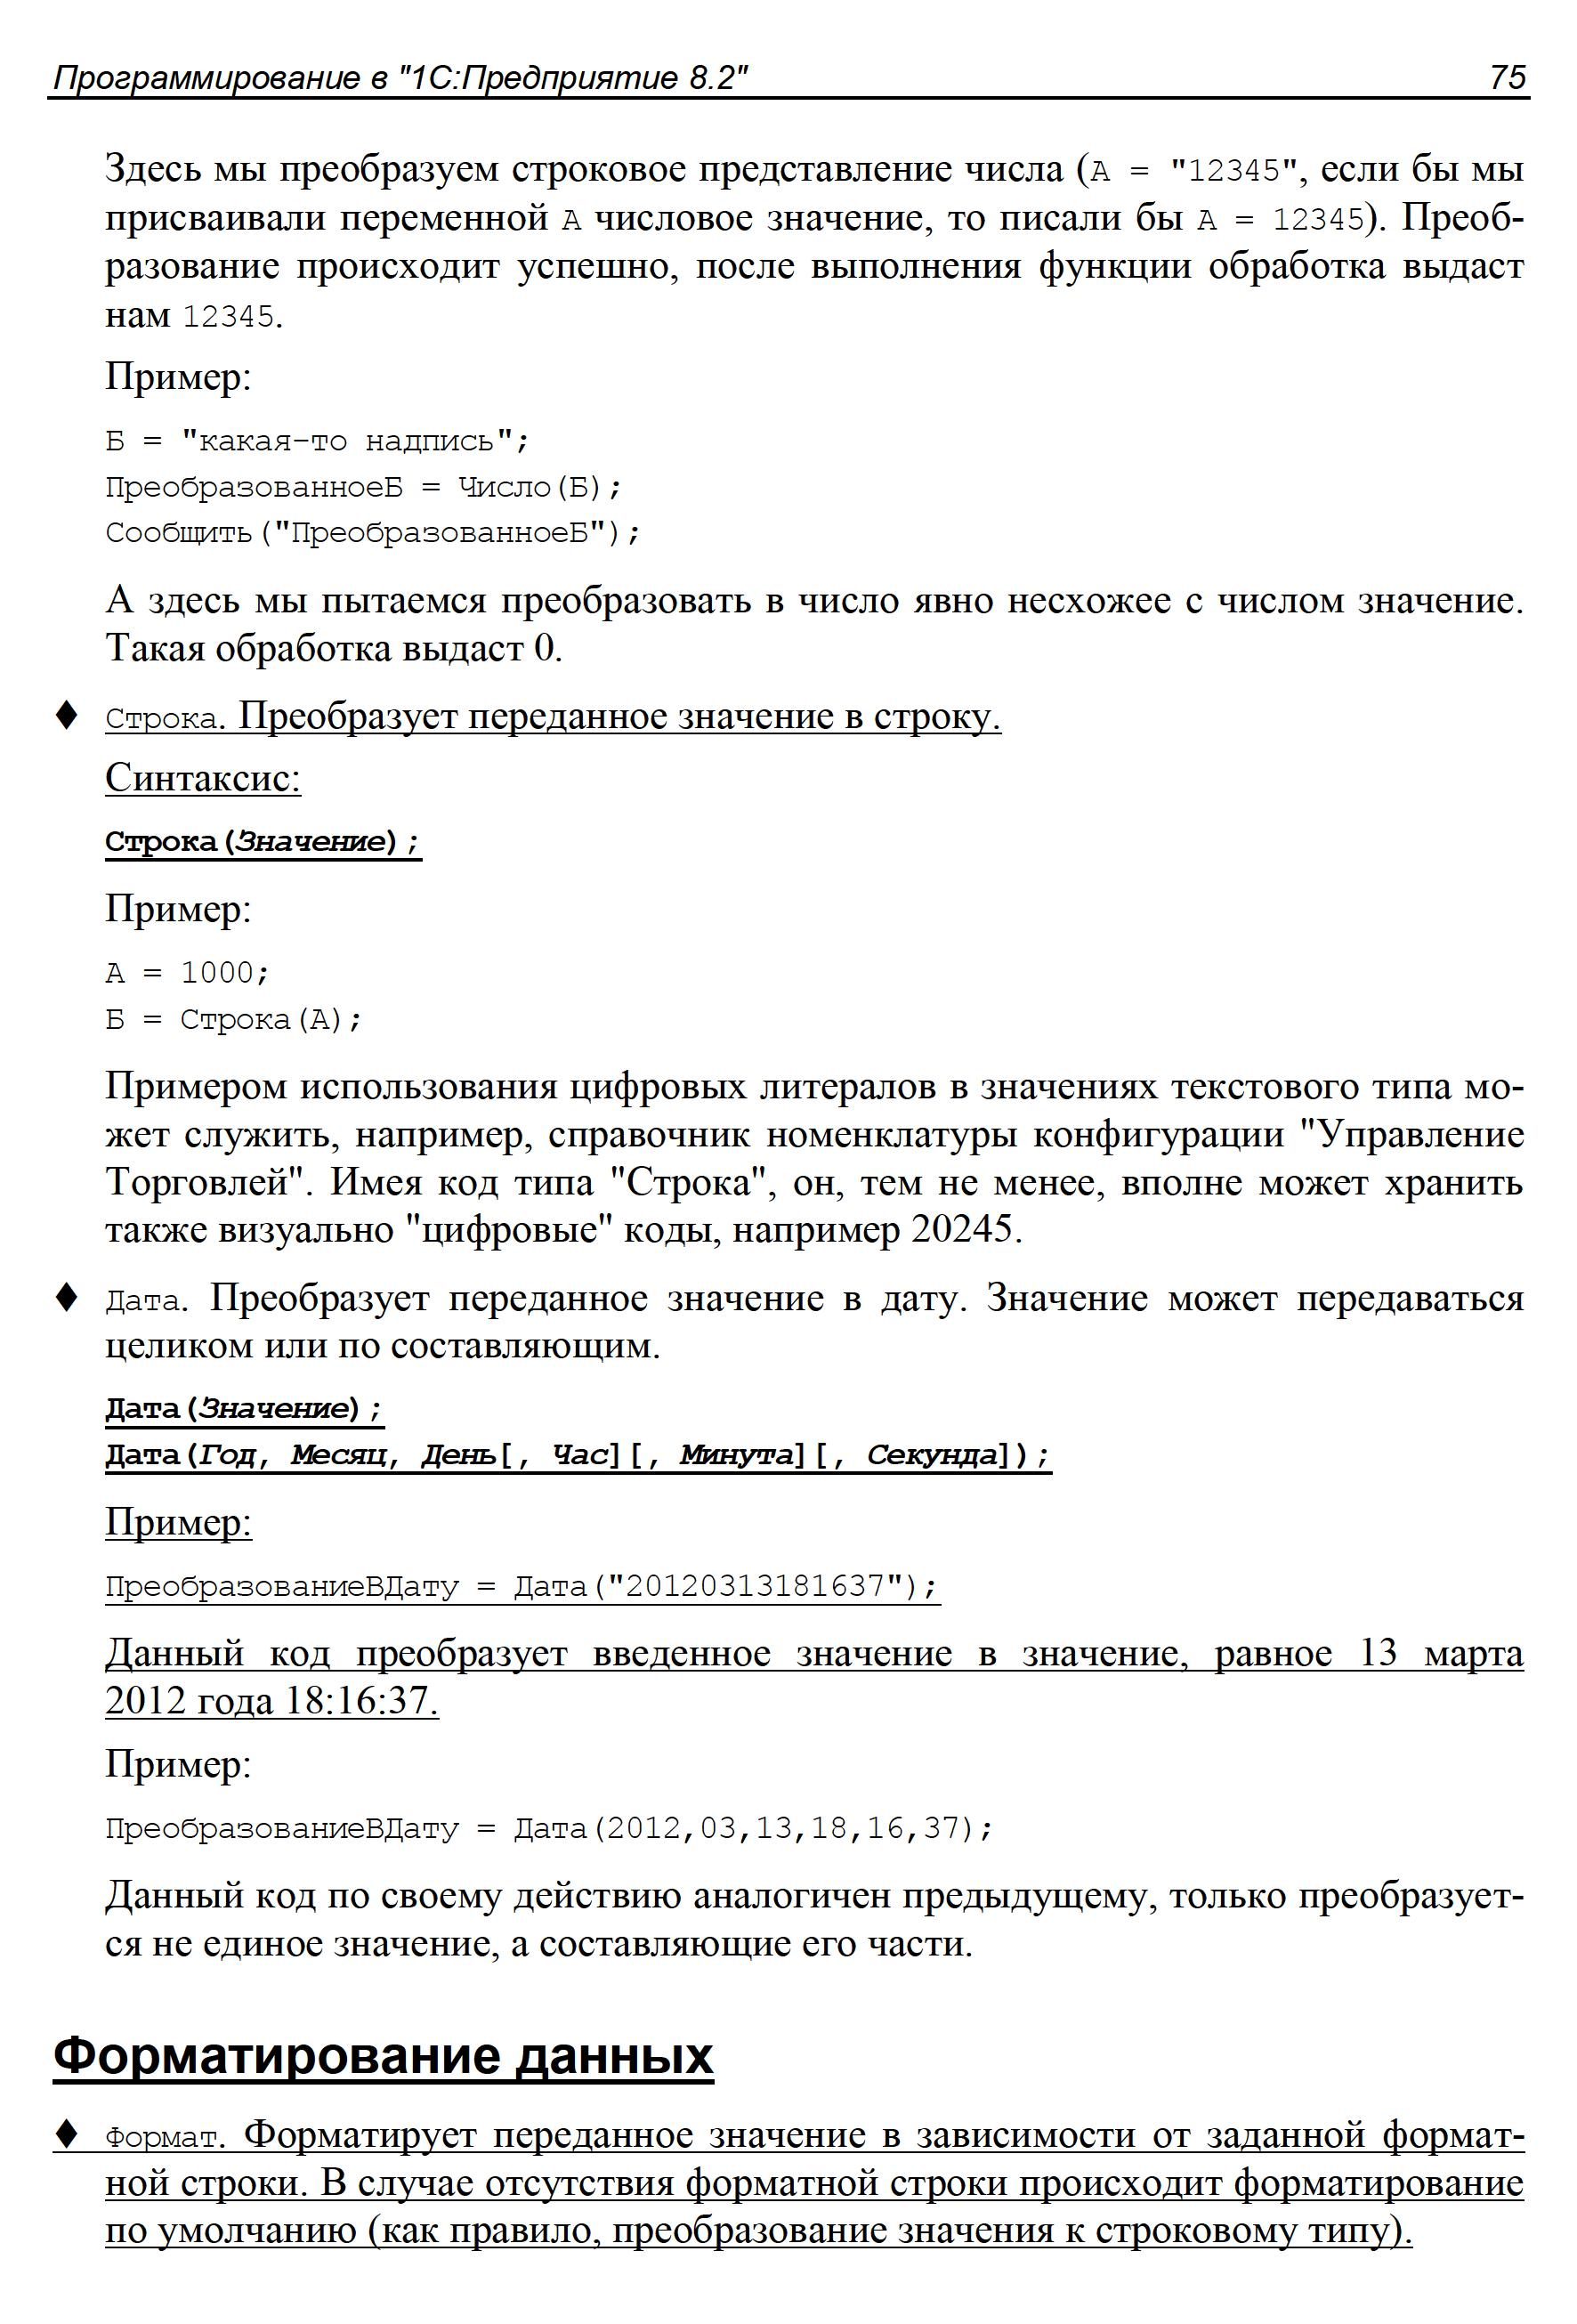 Программирование в "1С:Предприятие 8.2" 75
Здесь мы преобразуем строковое представление числа (А = "12345", если бы мы
присваивали переменной А числовое значение, то писали бы А = 12345). Преоб-
разование происходит успешно, после выполнения функции обработка выдаст
нам 12345.
Пример:
Б = "какая-то надпись";
ПреобразованноеБ = Число(Б);
Сообщить("ПреобразованноеБ");
А здесь мы пытаемся преобразовать в число явно несхожее с числом значение.
Такая обработка выдаст 0.
♦ Строка. Преобразует переданное значение в строку.
Синтаксис:
Строка(Значение);
Пример:
А = 1000;
Б = Строка(А);
Примером использования цифровых литералов в значениях текстового типа мо-
жет служить, например, справочник номенклатуры конфигурации "Управление
Торговлей". Имея код типа "Строка", он, тем не менее, вполне может хранить
также визуально "цифровые" коды, например 20245.
♦ Дата. Преобразует переданное значение в дату. Значение может передаваться
целиком или по составляющим.
Дата(Значение);
Дата(Год, Месяц, День[, Час][, Минута][, Секунда]);
Пример:
ПреобразованиеВДату = Дата("20120313181637");
Данный код преобразует введенное значение в значение, равное 13 марта
2012 года 18:16:37.
Пример:
ПреобразованиеВДату = Дата(2012,03,13,18,16,37);
Данный код по своему действию аналогичен предыдущему, только преобразует-
ся не единое значение, а составляющие его части.
Форматирование данных
♦ Формат. Форматирует переданное значение в зависимости от заданной формат-
ной строки. В случае отсутствия форматной строки происходит форматирование
по умолчанию (как правило, преобразование значения к строковому типу).